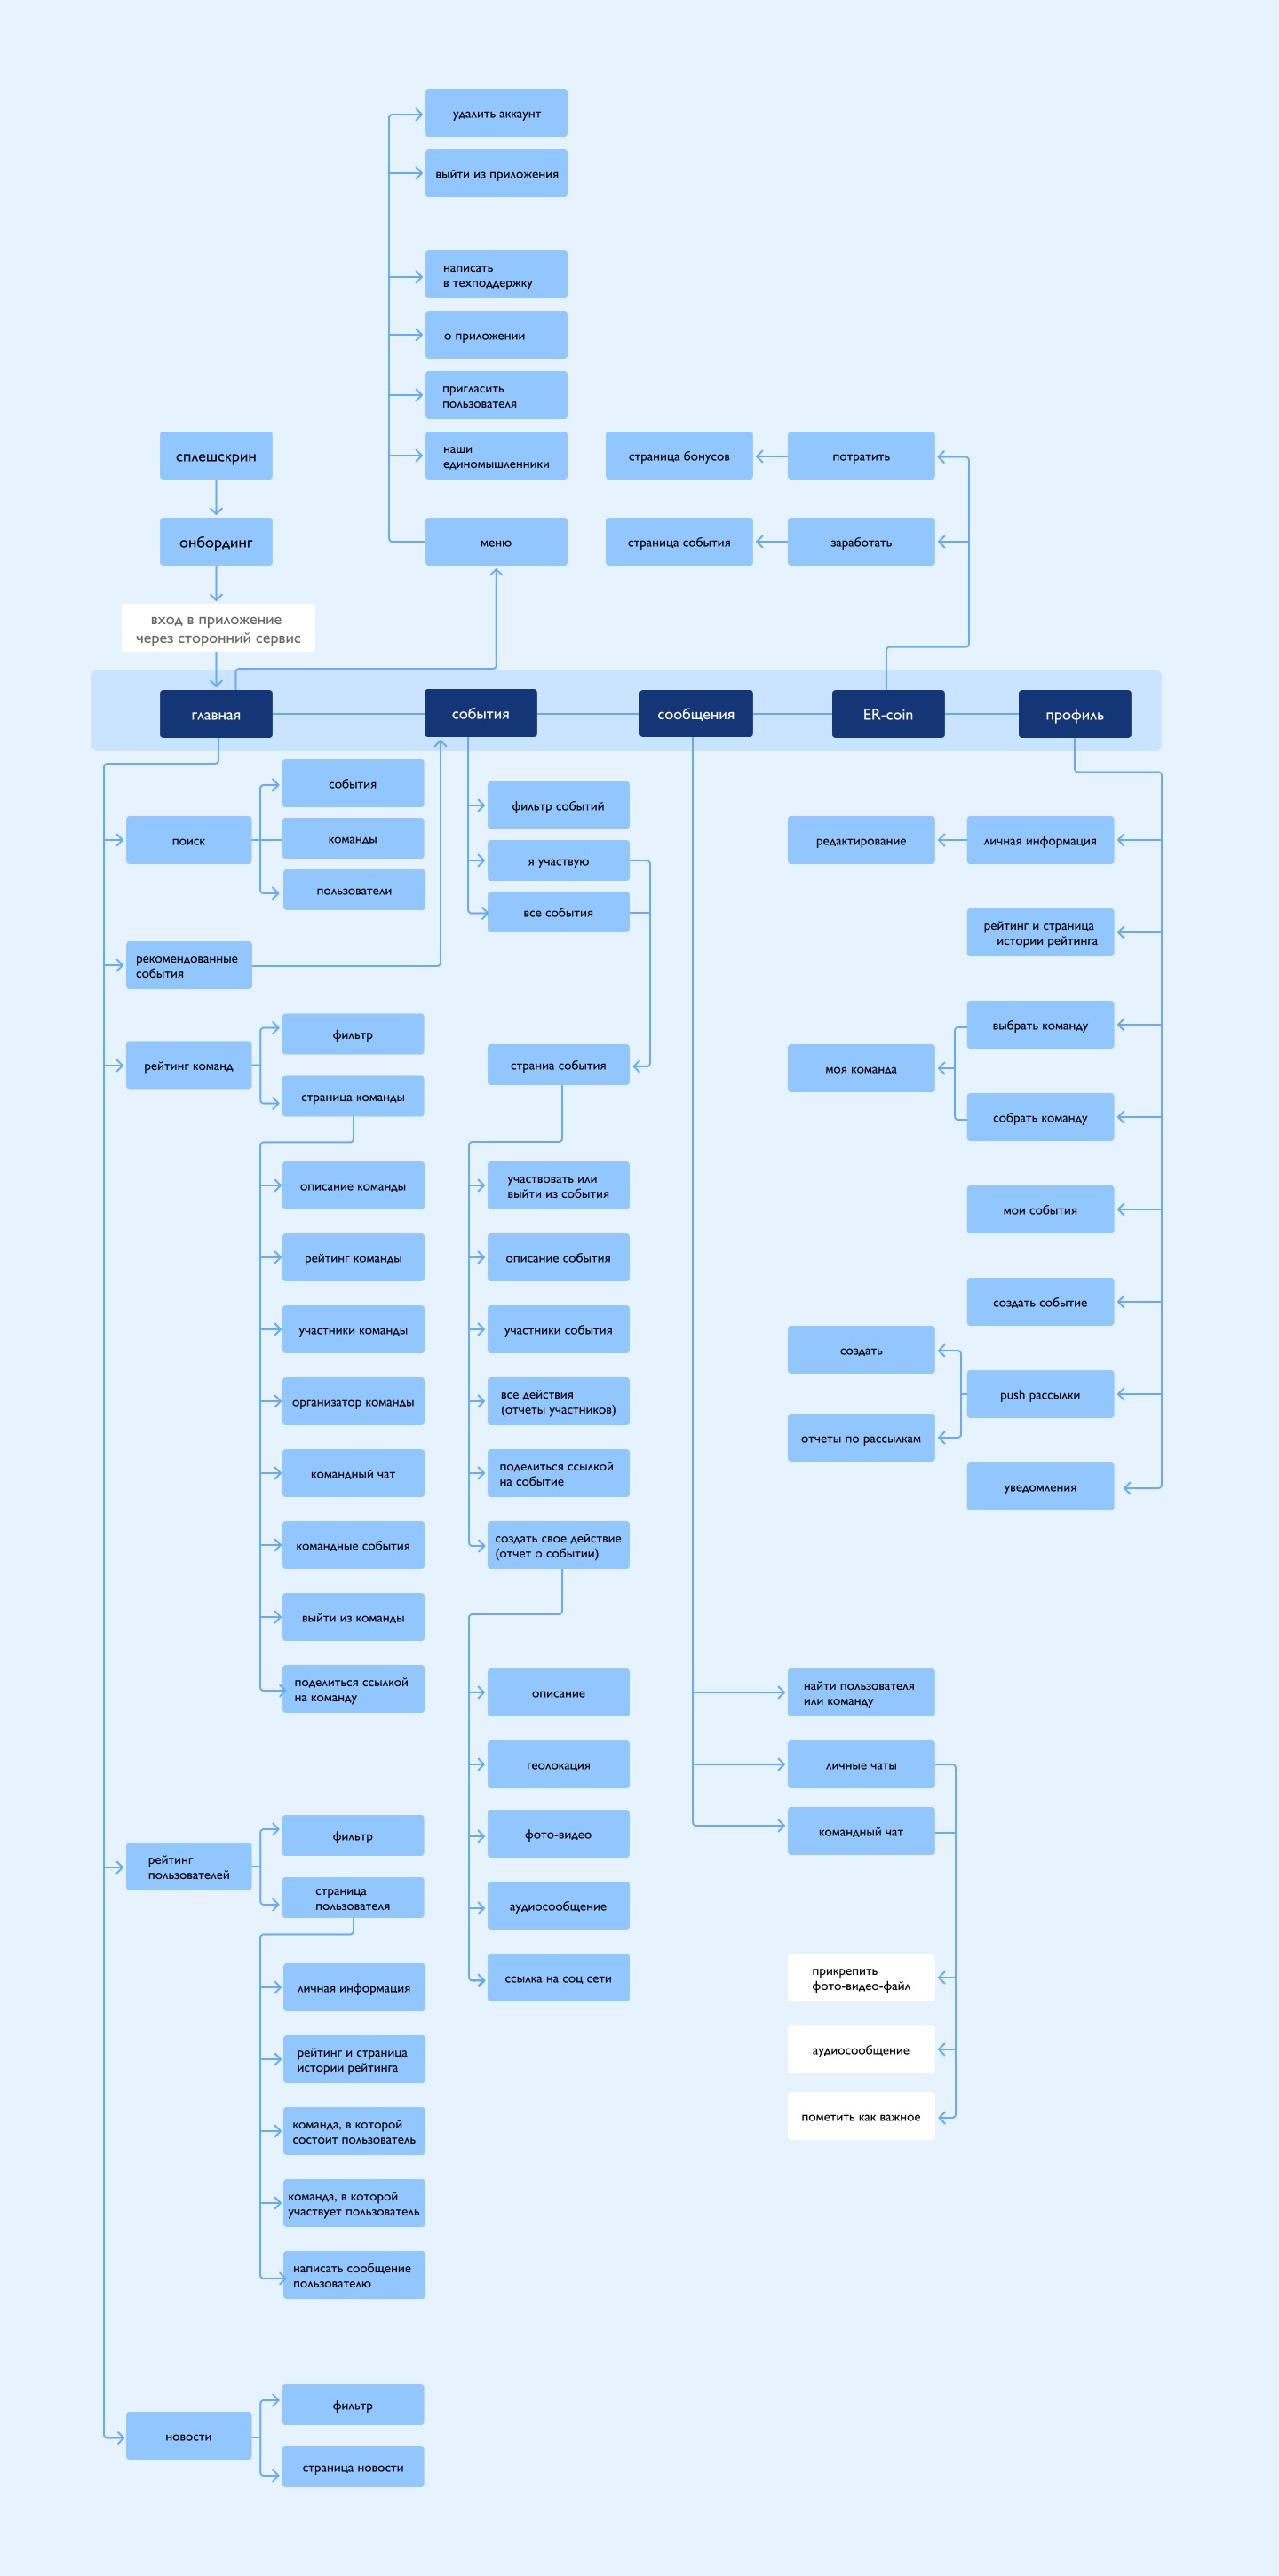 удалить аккаунт
выйти из приложения
написать
в техподдержку
о приложении
пригласить
пользователя
наши
единомышленники
меню
сплешскрин
онбординг
вход в приложение
через сторонний сервис
страница бонусов
потратить
страница события
заработать
главная
события
сообщения
ER-coin
профиль
поиск
события
команды
пользователи
рекомендованные
события
рейтинг команд
фильтр
страница команды
описание команды
рейтинг команды
участники команды
организатор команды
командный чат
командные события
выйти из команды
поделиться ссылкой
на команду
рейтинг
пользователей
фильтр
страница
пользователя
личная информация
рейтинг и страница
истории рейтинга
команда, в которой
состоит пользователь
команда, в которой
участвует пользователь
написать сообщение
пользователю
новости
фильтр
страница новости
фильтр событий
я участвую
все события
страниа события
участвовать или
выйти из события
описание события
участники события
все действия
(отчеты участников)
поделиться ссылкой
на событие
создать свое действие
(отчет о событии)
описание
геолокация
фото-видео
аудиосообщение
ссылка на соц сети
найти пользователя
или команду
личные чаты
командный чат
прикрепить
фото-видео-файл
аудиосообщение
пометить как важное
редактирование
личная информация
рейтинг и страница
истории рейтинга
выбрать команду
моя команда
собрать команду
мои события
создать событие
создать
push рассылки
отчеты по рассылкам
уведомления